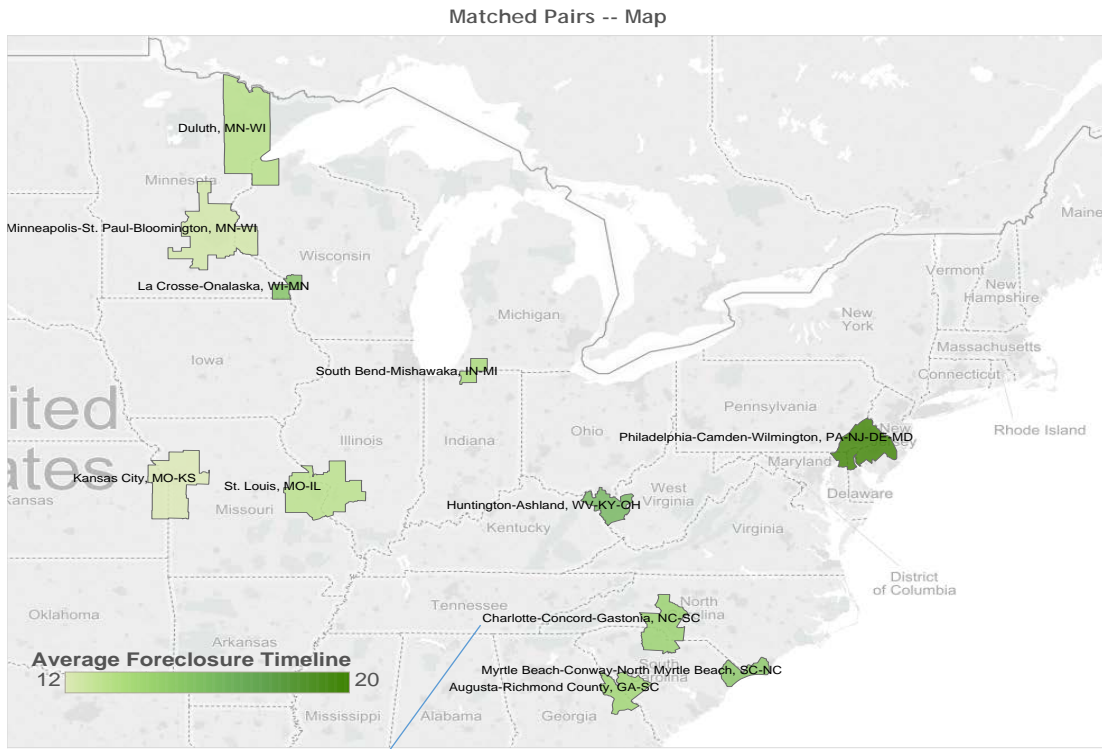 Matched Pairs -- Map
Duluth, MN-WI
Minnesota
Maine
Minneapolis-St. Paul-Bloomington, MN-WI
Wisconsin
Vermont
La Crosse-Onalaska, WI-MN
New
Hampshire
Michigan
New
York
Massachusetts
Iowa
South Bend-Mishawaka, IN-MI
Connecticut
ited
ates
Pennsylvania
Rhode Island
Illinois
Indiana
Ohio
Philadelphia-Camden-Wilmington, PA-NJ-DE-MD
New
Maryland
Kansas City, MO-KS
St. Louis, MO-IL
Kansas
Missouri
West
Virginia
Delaware
Huntington-Ashland, WV-KY-OH
Kentucky
Virginia
District
of Columbia
Oklahoma
Tennessee
North
Charlotte-Concord-Gastonia, NC-SC
Arkansas
Average Foreclosure Timeline
12
20
South
Myrtle Beach-Conway-North Myrtle Beach, SC-NC
Augusta-Richmond County, GA-SC
Mississippi
Alabama
Georgia